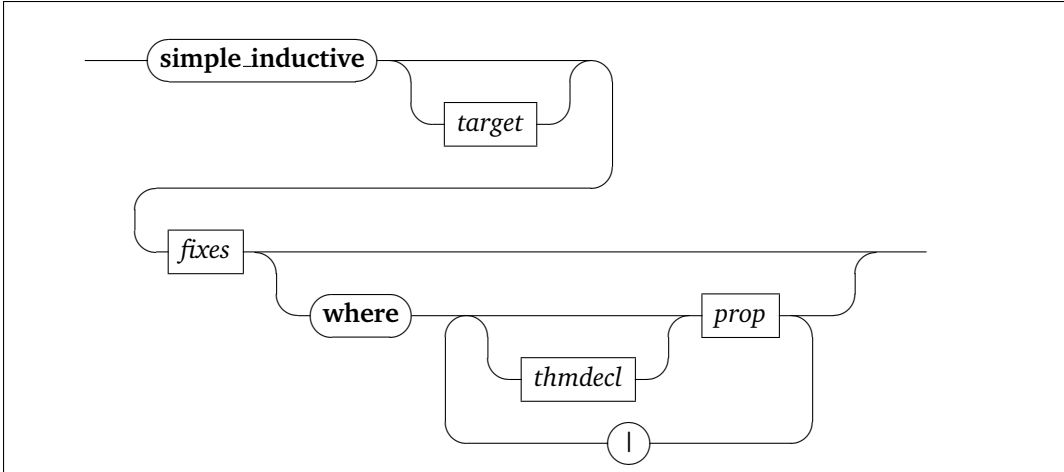 simple_inductive
target
fixes
where
prop
thmdecl
|